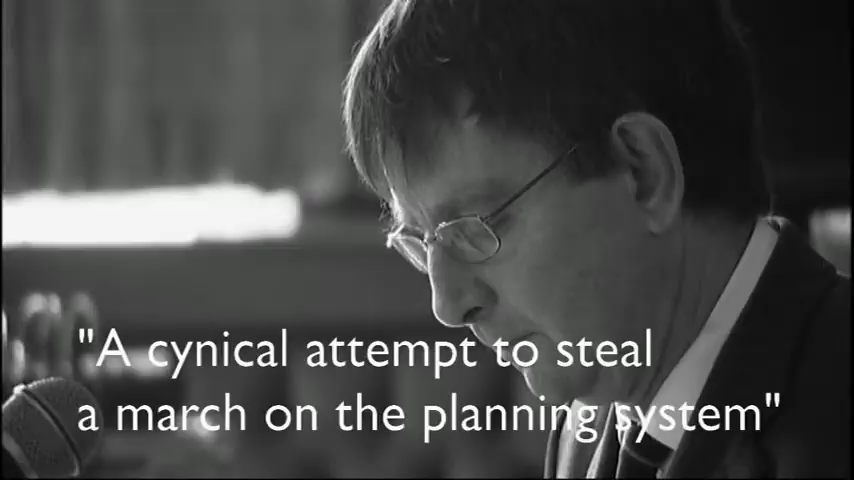 "A cynical attempt to steal
a march on the planning system"